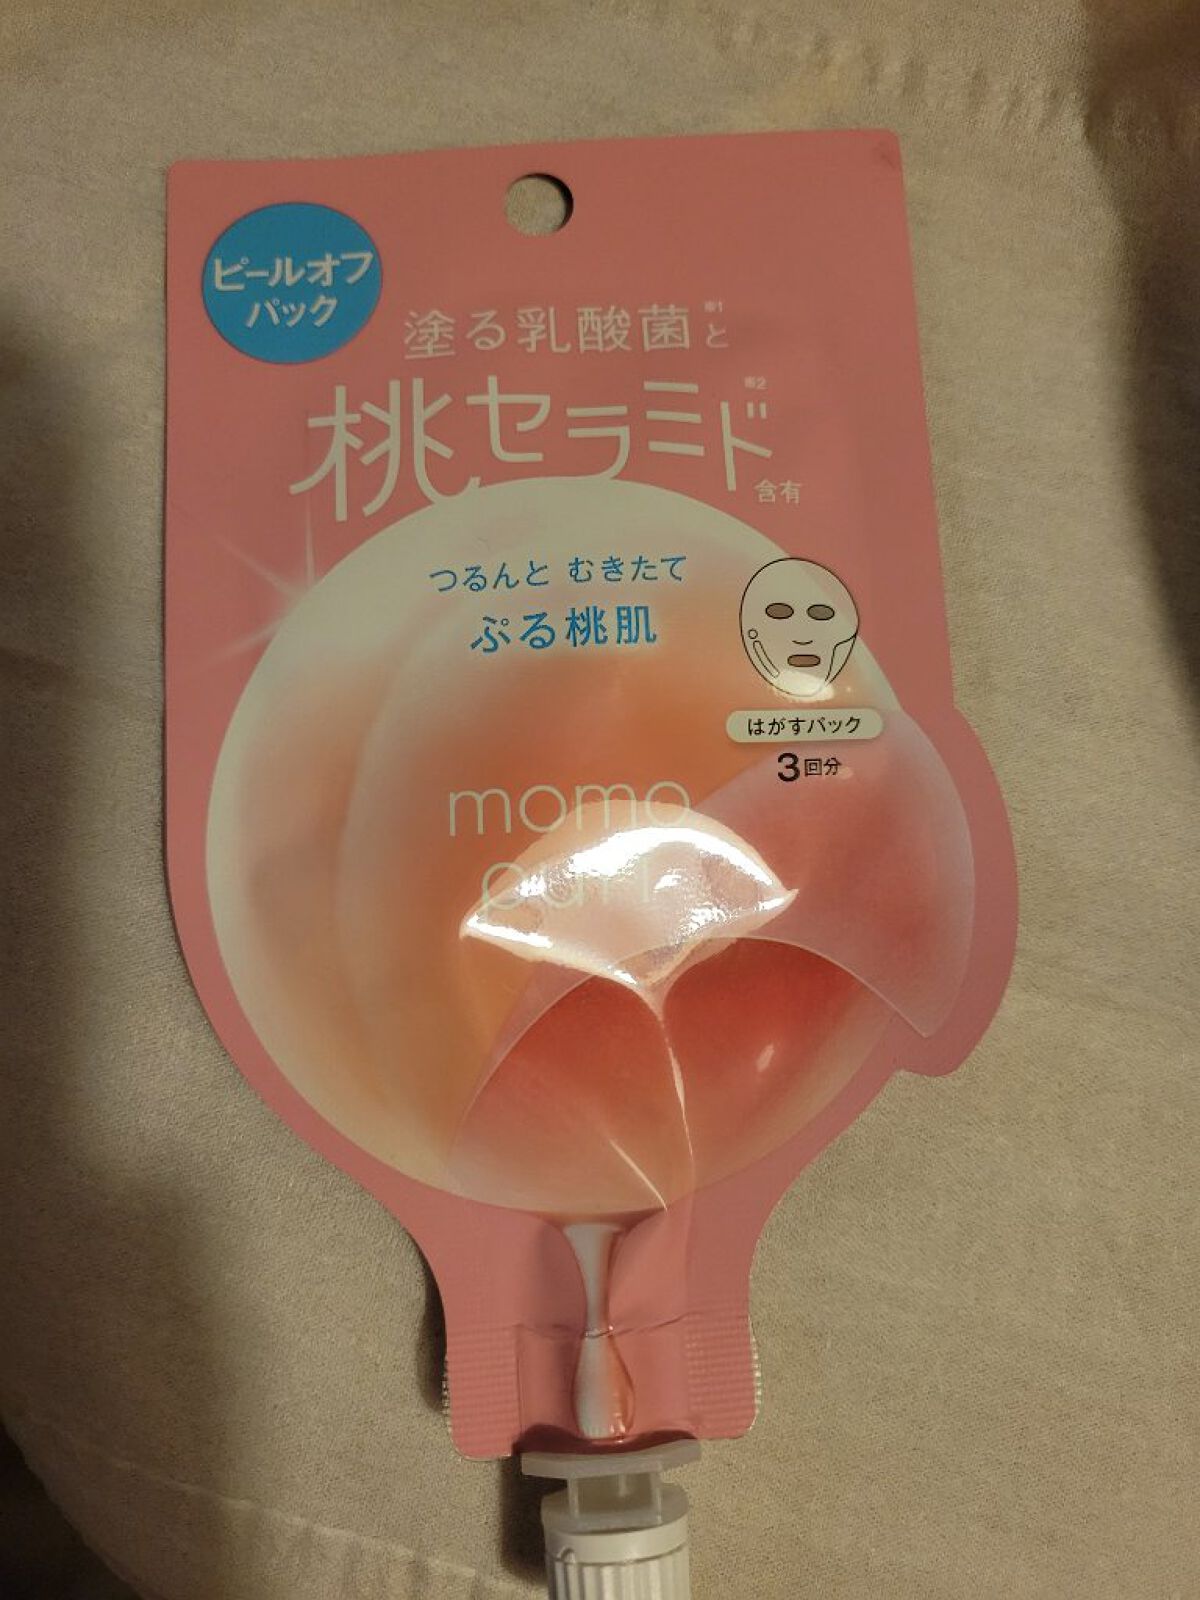 ピールオフ
パック
塗る乳酸菌※1と
桃セラミド※2
含有
つるんと むきたて
ぷる桃肌
はがすパック
3回分
momo
puri